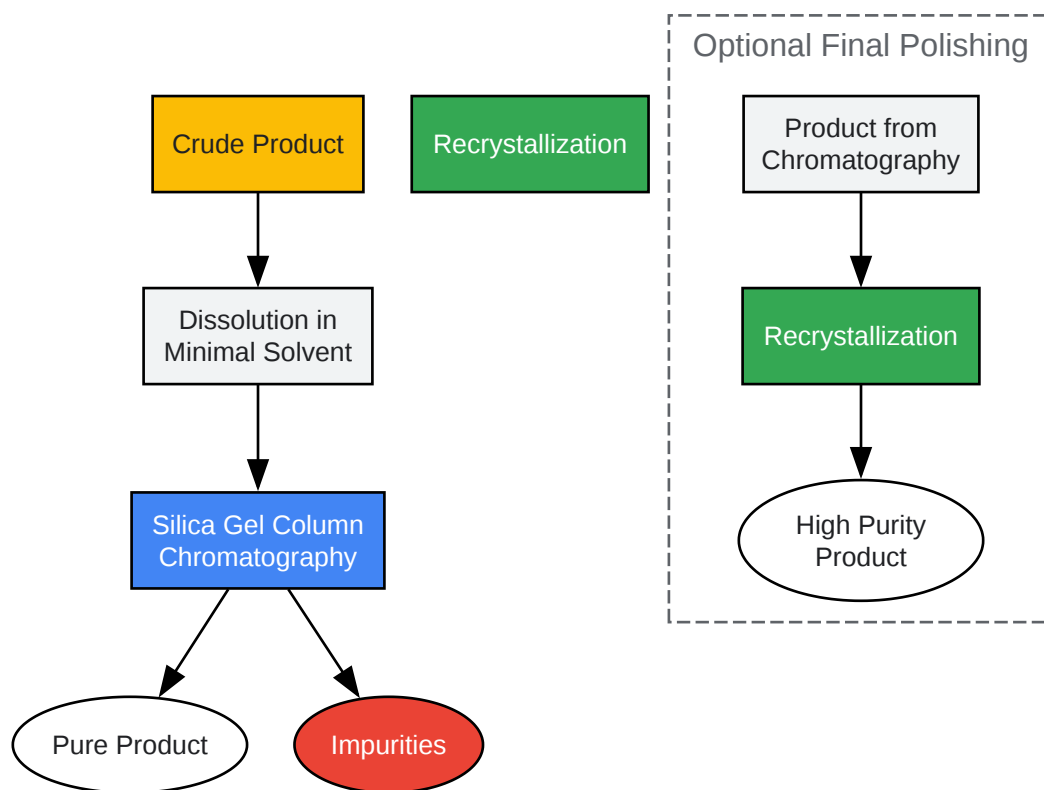 Optional Final Polishing
Crude Product
Recrystallization
Product from
Chromatography
Dissolution in
Minimal Solvent
Recrystallization
Silica Gel Column
Chromatography
High Purity
Product
Pure Product
Impurities